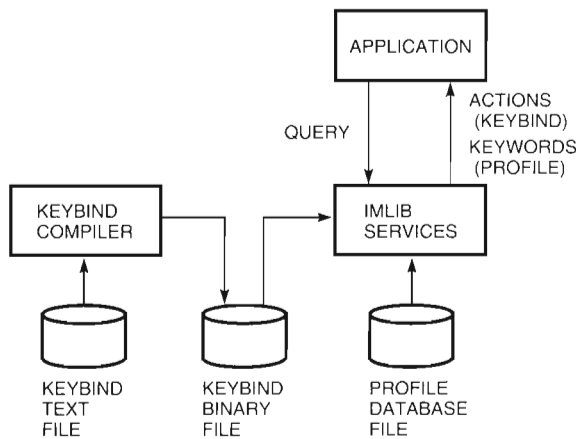 APPLICATION
QUERY
ACTIONS
(KEYBIND)
KEYWORDS
(PROFILE)
KEYBIND
COMPILER
IMLIB
SERVICES
KEYBIND
TEXT
FILE
KEYBIND
BINARY
FILE
PROFILE
DATABASE
FILE